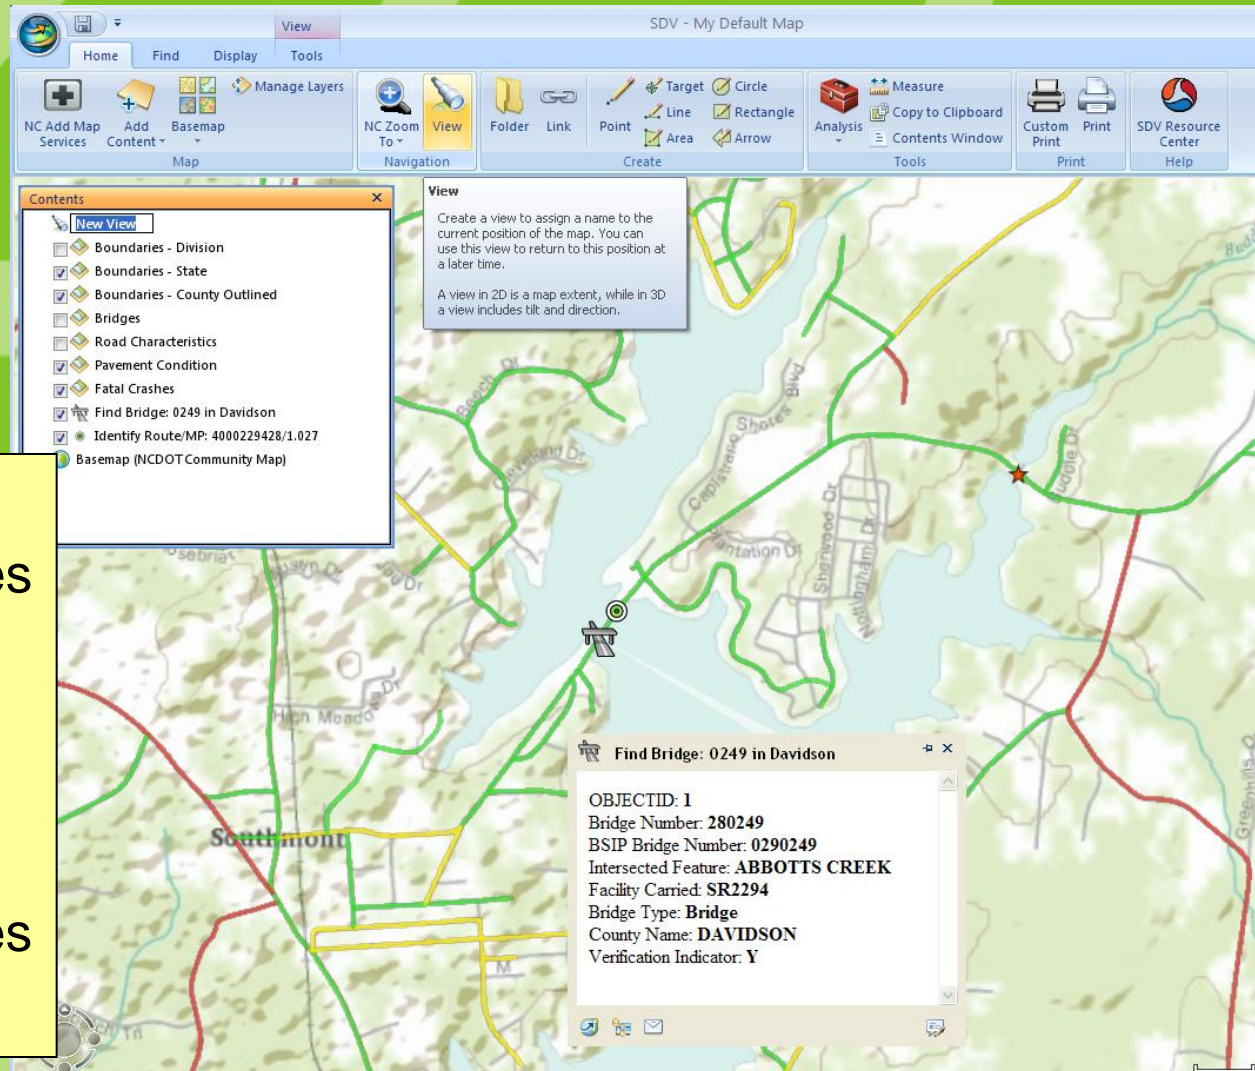 SDV - My Default Map
View
Home Find Display Tools
NC Add Map Services
Add Content
Basemap
Manage Layers
Map
NC Zoom To
View
Navigation
Folder
Link
Point
Target
Line
Area
Circle
Rectangle
Arrow
Create
Analysis
Measure
Copy to Clipboard
Contents Window
Tools
Custom Print
Print
Print
SDV Resource Center
Help
Contents
New View
Boundaries - Division
Boundaries - State
Boundaries - County Outlined
Bridges
Road Characteristics
Pavement Condition
Fatal Crashes
Find Bridge: 0249 in Davidson
Identify Route/MP: 4000229428/1.027
Basemap (NCDOT Community Map)
View
Create a view to assign a name to the
current position of the map. You can
use this view to return to this position at
a later time.
A view in 2D is a map extent, while in 3D
a view includes tilt and direction.
es
es
Beech Dr
Cleveland Dr
Capistrano Shores Blvd
Plantation Dr
Sherwood Dr
Nottingham Dr
Buddle Dr
Jay Dr
High Meadow Dr
Southmont
Find Bridge: 0249 in Davidson
OBJECTID: 1
Bridge Number: 280249
BSIP Bridge Number: 0290249
Intersected Feature: ABBOTTS CREEK
Facility Carried: SR2294
Bridge Type: Bridge
County Name: DAVIDSON
Verification Indicator: Y